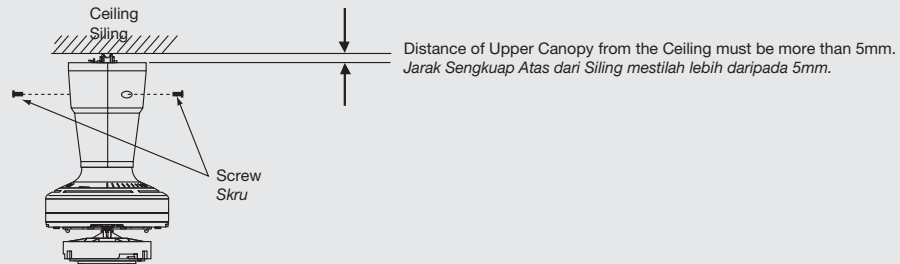 Ceiling
Siling
Distance of Upper Canopy from the Ceiling must be more than 5mm.
Jarak Sengkuap Atas dari Siling mestilah lebih daripada 5mm.
Screw
Skru